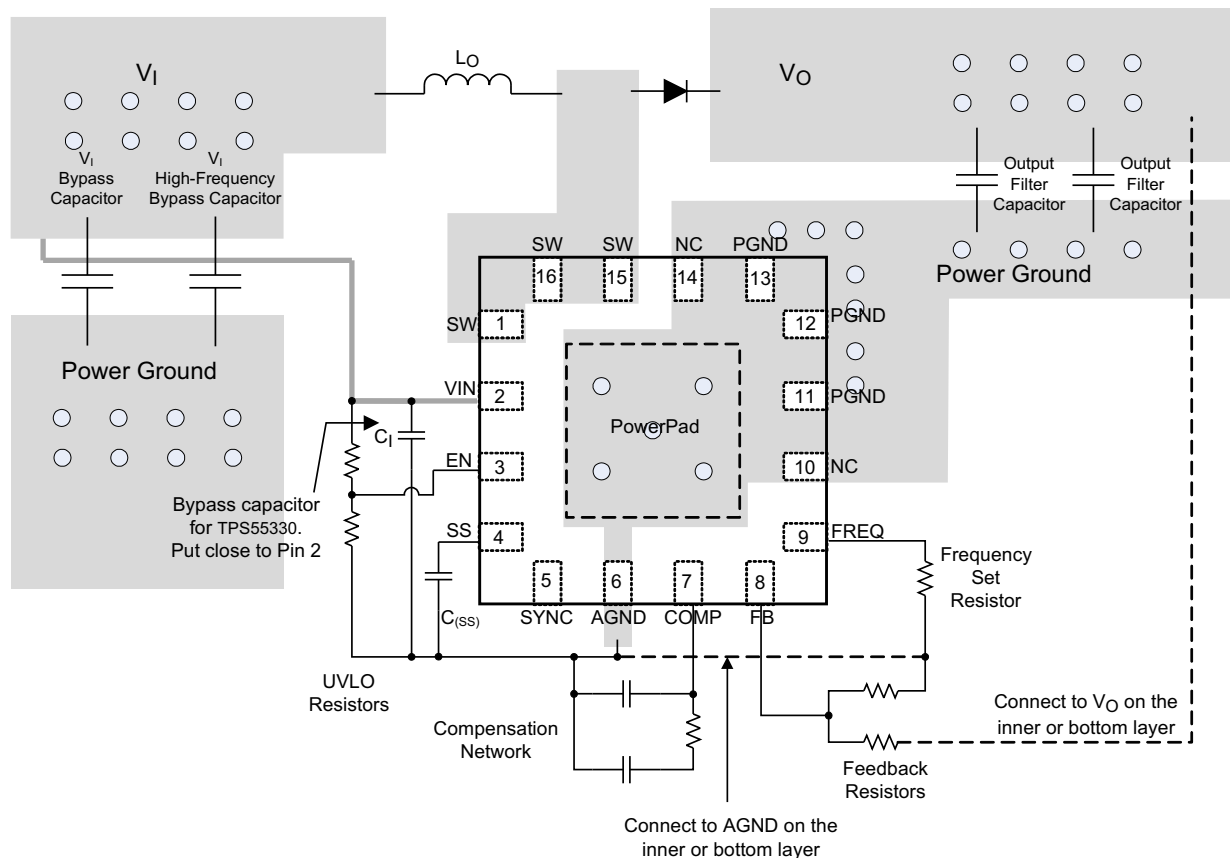 LO
VI
VO
VI
Bypass
Capacitor
VI
High-Frequency
Bypass Capacitor
Output
Filter
Capacitor
Output
Filter
Capacitor
SW
SW
NC
PGND
16
15
14
13
Power Ground
SW
1
12
PGND
Power Ground
VIN
2
11
PGND
PowerPad
CI
EN
3
10
NC
Bypass capacitor
for TPS55330.
Put close to Pin 2
SS
4
9
FREQ
Frequency
Set
Resistor
5
6
7
8
C(SS)
SYNC
AGND
COMP
FB
UVLO
Resistors
Compensation
Network
Connect to VO on the
inner or bottom layer
Feedback
Resistors
Connect to AGND on the
inner or bottom layer